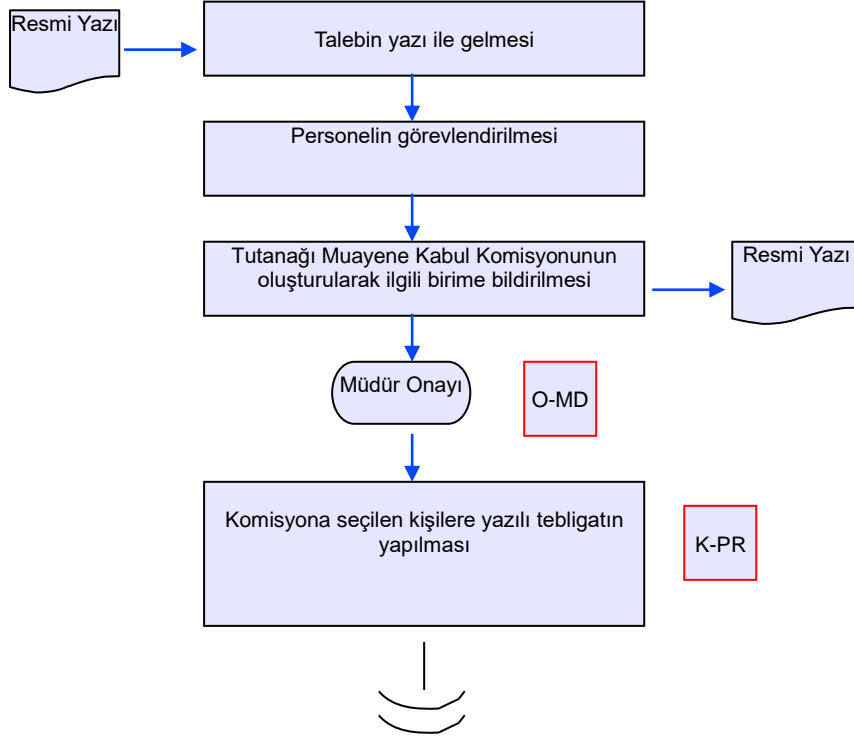 Resmi Yazı
Talebin yazı ile gelmesi
Personelin görevlendirilmesi
Tutanağı Muayene Kabul Komisyonunun
oluşturularak ilgili birime bildirilmesi
Resmi Yazı
Müdür Onayı
O-MD
Komisyona seçilen kişilere yazılı tebligatın
yapılması
K-PR